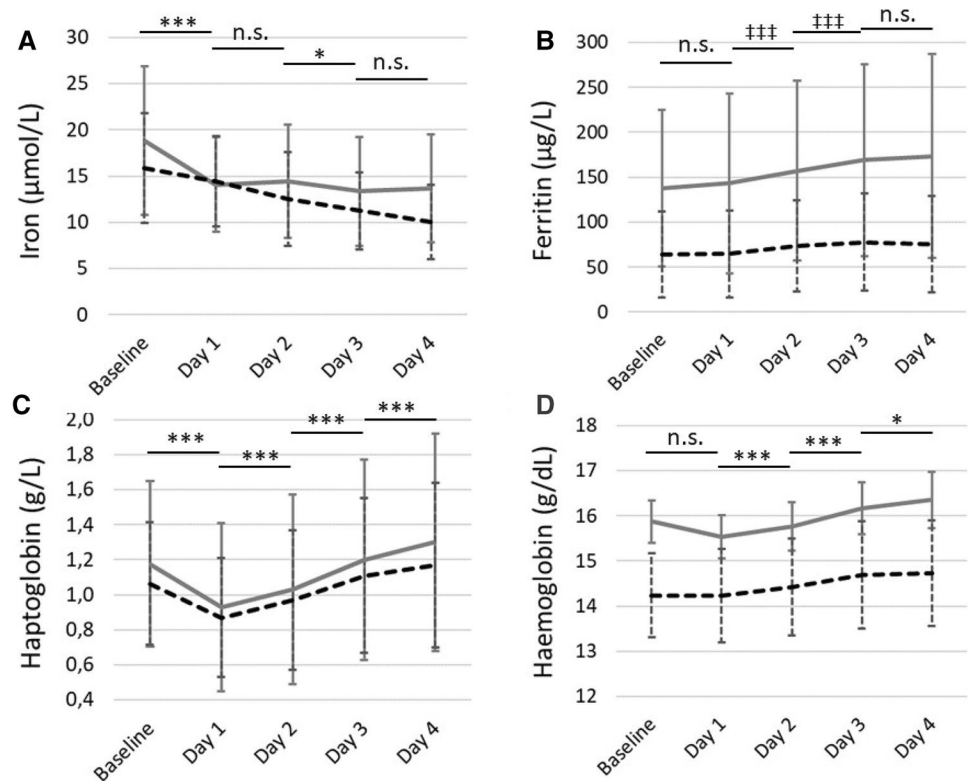 A
***
n.s.
*
n.s.
Iron (µmol/L)
30
25
20
15
10
5
0
Baseline
Day 1
Day 2
Day 3
Day 4
B
n.s.
‡‡‡
‡‡‡
n.s.
Ferritin (µg/L)
300
250
200
150
100
50
0
Baseline
Day 1
Day 2
Day 3
Day 4
C
***
***
***
***
Haptoglobin (g/L)
2,0
1,8
1,6
1,4
1,2
1,0
0,8
0,6
0,4
Baseline
Day 1
Day 2
Day 3
Day 4
D
n.s.
***
***
*
Haemoglobin (g/dL)
18
17
16
15
14
13
12
Baseline
Day 1
Day 2
Day 3
Day 4